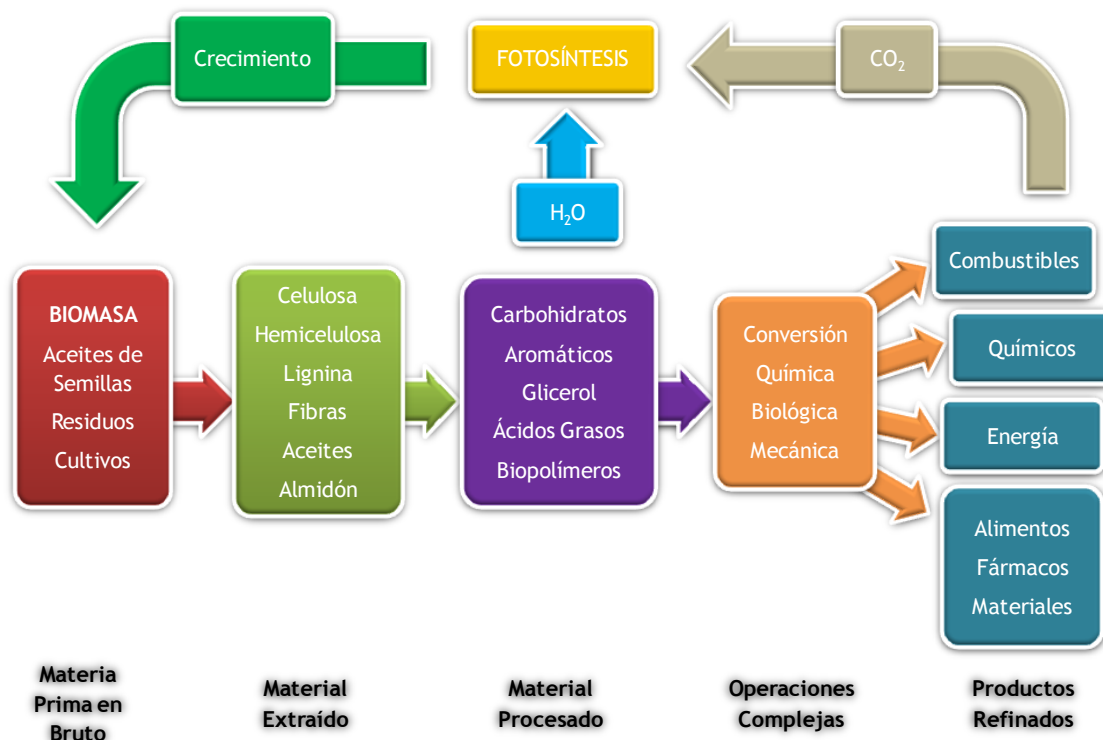 Crecimiento
FOTOSÍNTESIS
CO₂
H₂O
BIOMASA
Aceites de
Semillas
Residuos
Cultivos
Celulosa
Hemicelulosa
Lignina
Fibras
Aceites
Almidón
Carbohidratos
Aromáticos
Glicerol
Ácidos Grasos
Biopolímeros
Conversión
Química
Biológica
Mecánica
Combustibles
Químicos
Energía
Alimentos
Fármacos
Materiales
Materia
Prima en
Bruto
Material
Extraído
Material
Procesado
Operaciones
Complejas
Productos
Refinados